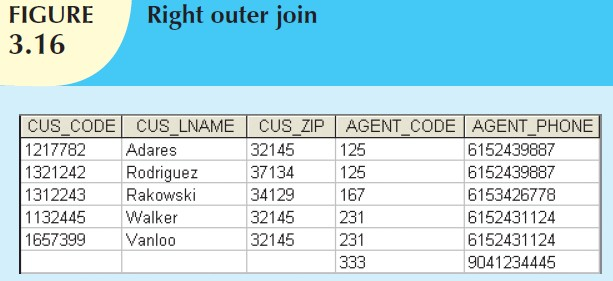 FIGURE
3.16
Right outer join
CUS_CODE CUS_LNAME CUS_ZIP AGENT_CODE AGENT_PHONE
1217782 Adares 32145 125 6152439887
1321242 Rodriguez 37134 125 6152439887
1312243 Rakowski 34129 167 6153426778
1132445 Walker 32145 231 6152431124
1657399 Vanloo 32145 231 6152431124
333 9041234445